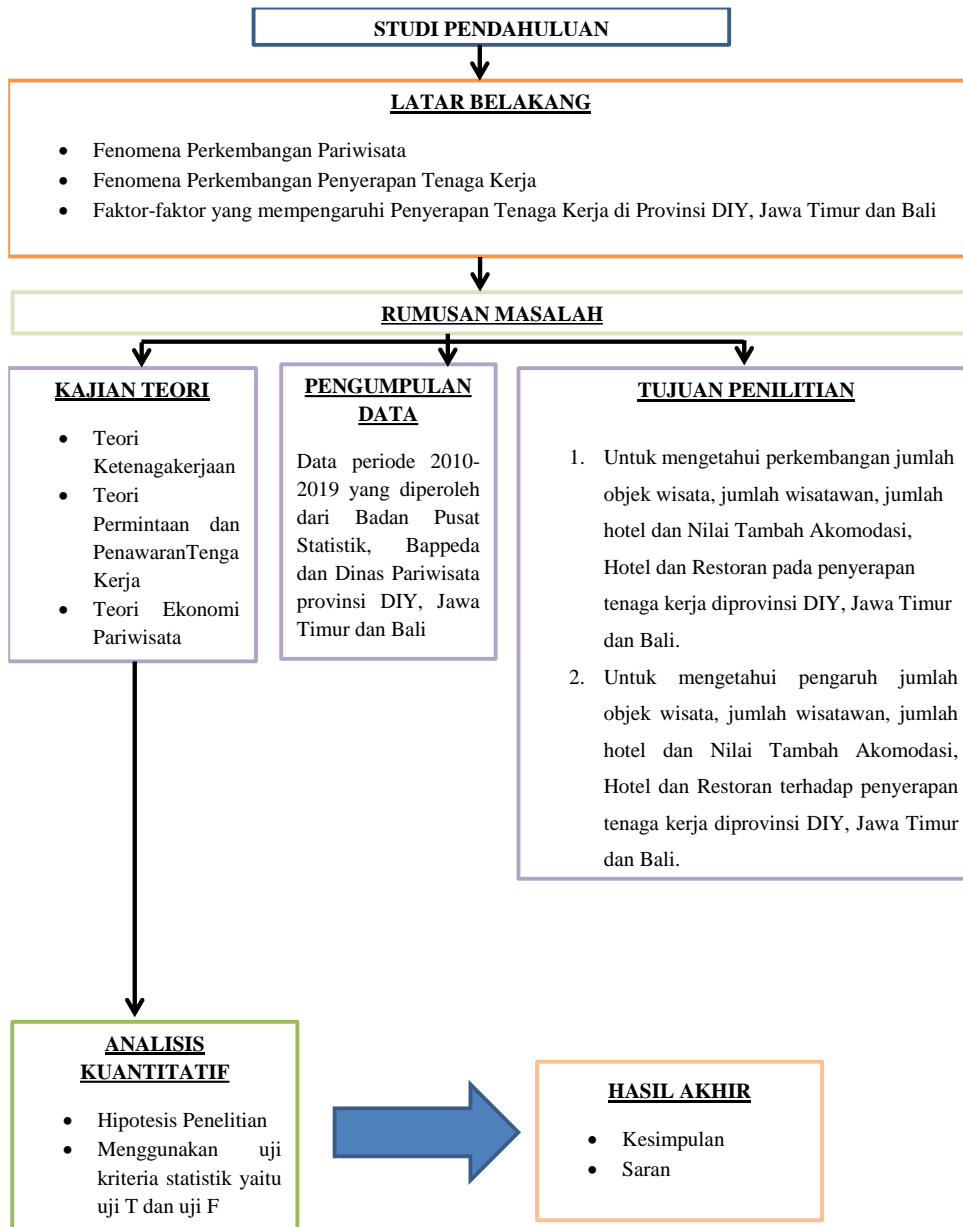 STUDI PENDAHULUAN
LATAR BELAKANG
• Fenomena Perkembangan Pariwisata
• Fenomena Perkembangan Penyerapan Tenaga Kerja
• Faktor-faktor yang mempengaruhi Penyerapan Tenaga Kerja di Provinsi DIY, Jawa Timur dan Bali
RUMUSAN MASALAH
KAJIAN TEORI
• Teori
Ketenagakerjaan
• Teori
Permintaan dan
PenawaranTenga
Kerja
• Teori Ekonomi
Pariwisata
PENGUMPULAN
DATA
Data periode 2010-
2019 yang diperoleh
dari Badan Pusat
Statistik, Bappeda
dan Dinas Pariwisata
provinsi DIY, Jawa
Timur dan Bali
TUJUAN PENILITIAN
1. Untuk mengetahui perkembangan jumlah
objek wisata, jumlah wisatawan, jumlah
hotel dan Nilai Tambah Akomodasi,
Hotel dan Restoran pada penyerapan
tenaga kerja diprovinsi DIY, Jawa Timur
dan Bali.
2. Untuk mengetahui pengaruh jumlah
objek wisata, jumlah wisatawan, jumlah
hotel dan Nilai Tambah Akomodasi,
Hotel dan Restoran terhadap penyerapan
tenaga kerja diprovinsi DIY, Jawa Timur
dan Bali.
ANALISIS
KUANTITATIF
• Hipotesis Penelitian
• Menggunakan uji
kriteria statistik yaitu
uji T dan uji F
HASIL AKHIR
• Kesimpulan
• Saran